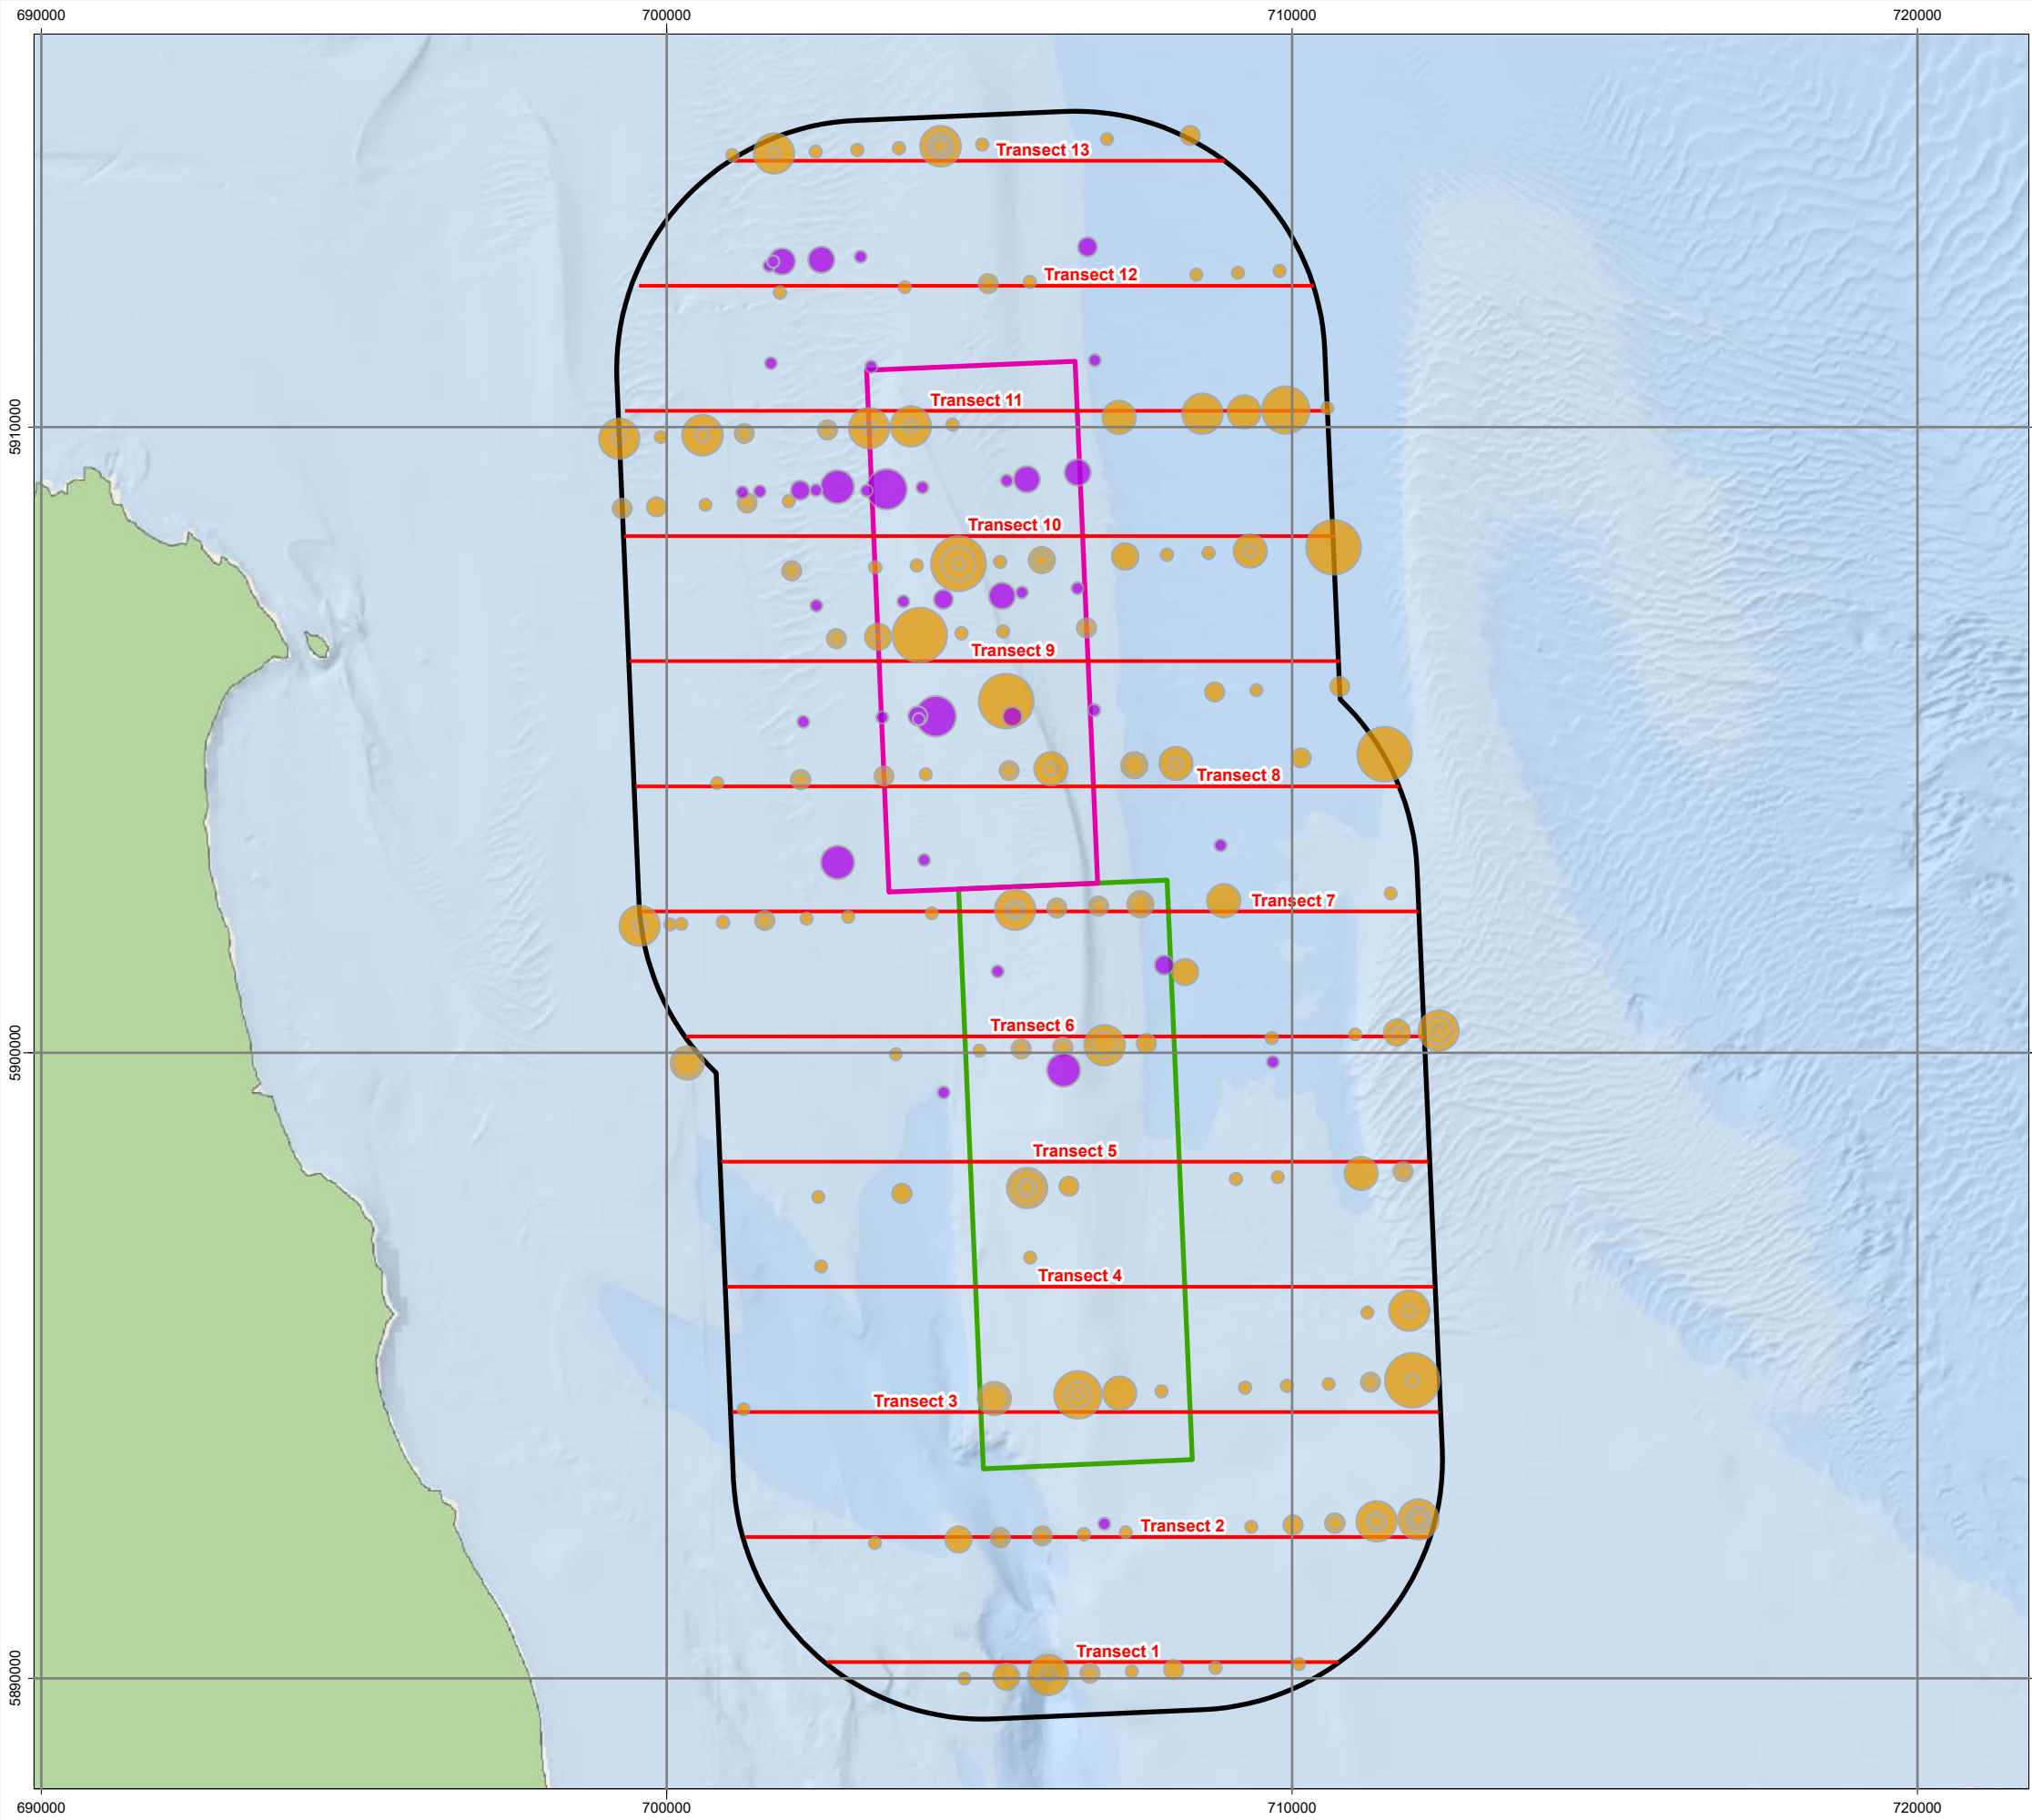 690000
700000
710000
720000
Transect 13
Transect 12
Transect 11
5910000
Transect 10
Transect 9
Transect 8
Transect 7
Transect 6
5900000
Transect 5
Transect 4
Transect 3
Transect 2
Transect 1
5890000
690000
700000
710000
720000